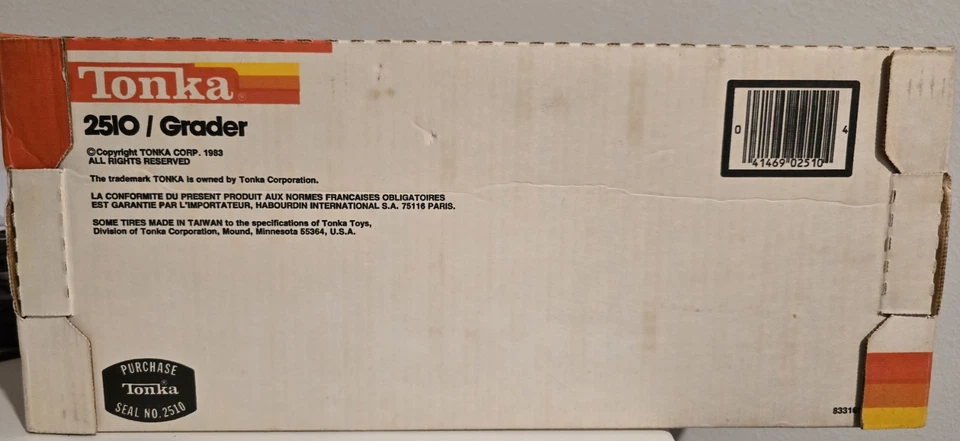 Tonka®
2510 / Grader
©Copyright TONKA CORP. 1983
ALL RIGHTS RESERVED
The trademark TONKA is owned by Tonka Corporation.
LA CONFORMITE DU PRESENT PRODUIT AUX NORMES FRANCAISES OBLIGATOIRES
EST GARANTIE PAR L'IMPORTATEUR, HABOURDIN INTERNATIONAL S.A. 75116 PARIS.
SOME TIRES MADE IN TAIWAN to the specifications of Tonka Toys,
Division of Tonka Corporation, Mound, Minnesota 55364, U.S.A.
0 41469 02510 4
PURCHASE
Tonka®
SEAL NO. 2510